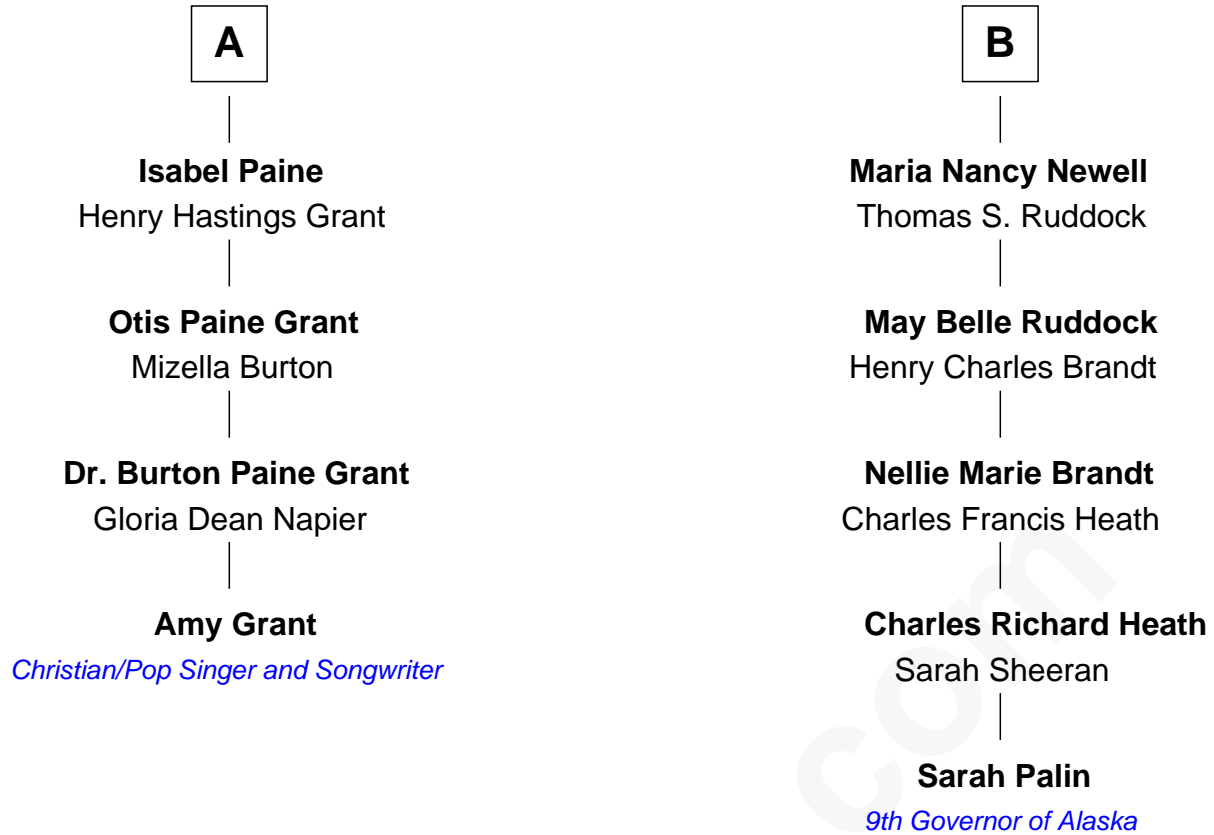 A
Isabel Paine
Henry Hastings Grant
Otis Paine Grant
Mizella Burton
Dr. Burton Paine Grant
Gloria Dean Napier
Amy Grant
Christian/Pop Singer and Songwriter
B
Maria Nancy Newell
Thomas S. Ruddock
May Belle Ruddock
Henry Charles Brandt
Nellie Marie Brandt
Charles Francis Heath
Charles Richard Heath
Sarah Sheeran
Sarah Palin
9th Governor of Alaska
com